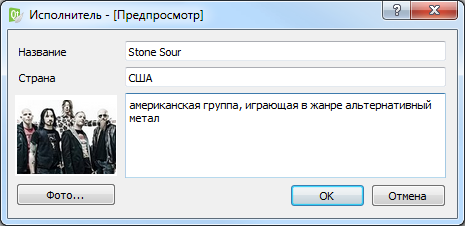 Исполнитель - [Предпросмотр]
Название
Stone Sour
Страна
США
американская группа, играющая в жанре альтернативный
метал
Фото...
OK
Отмена